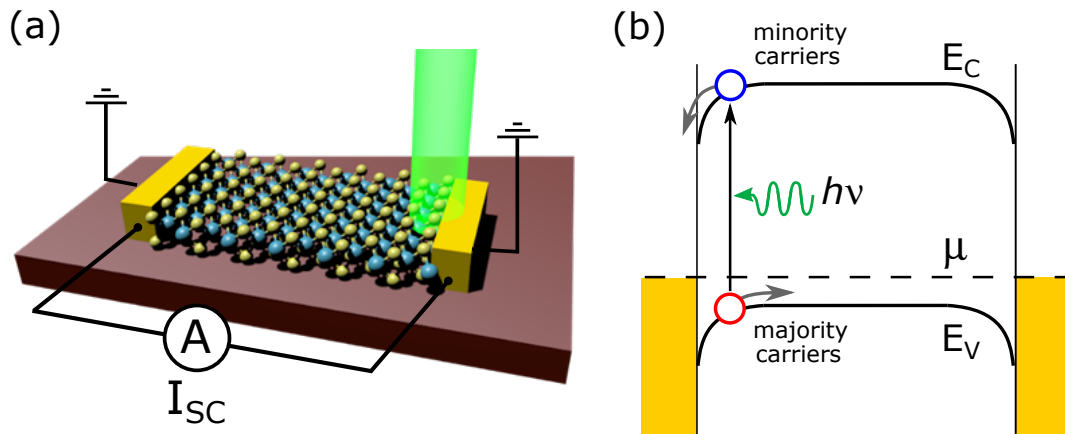 (a)
A
I_SC
(b)
minority
carriers
E_C
hν
μ
majority
carriers
E_V